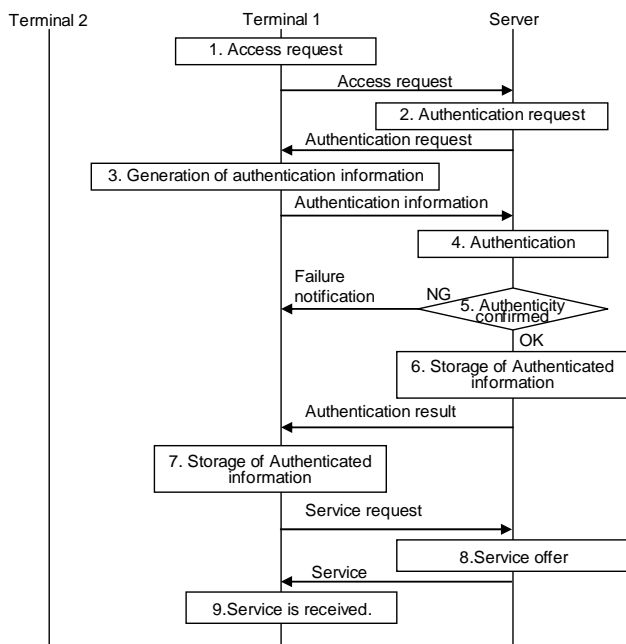 Terminal 2
Terminal 1
Server
1. Access request
Access request
2. Authentication request
Authentication request
3. Generation of authentication information
Authentication information
4. Authentication
Failure
notification
NG
5. Authenticity
confirmed
OK
6. Storage of Authenticated
information
Authentication result
7. Storage of Authenticated
information
Service request
8.Service offer
Service
9.Service is received.